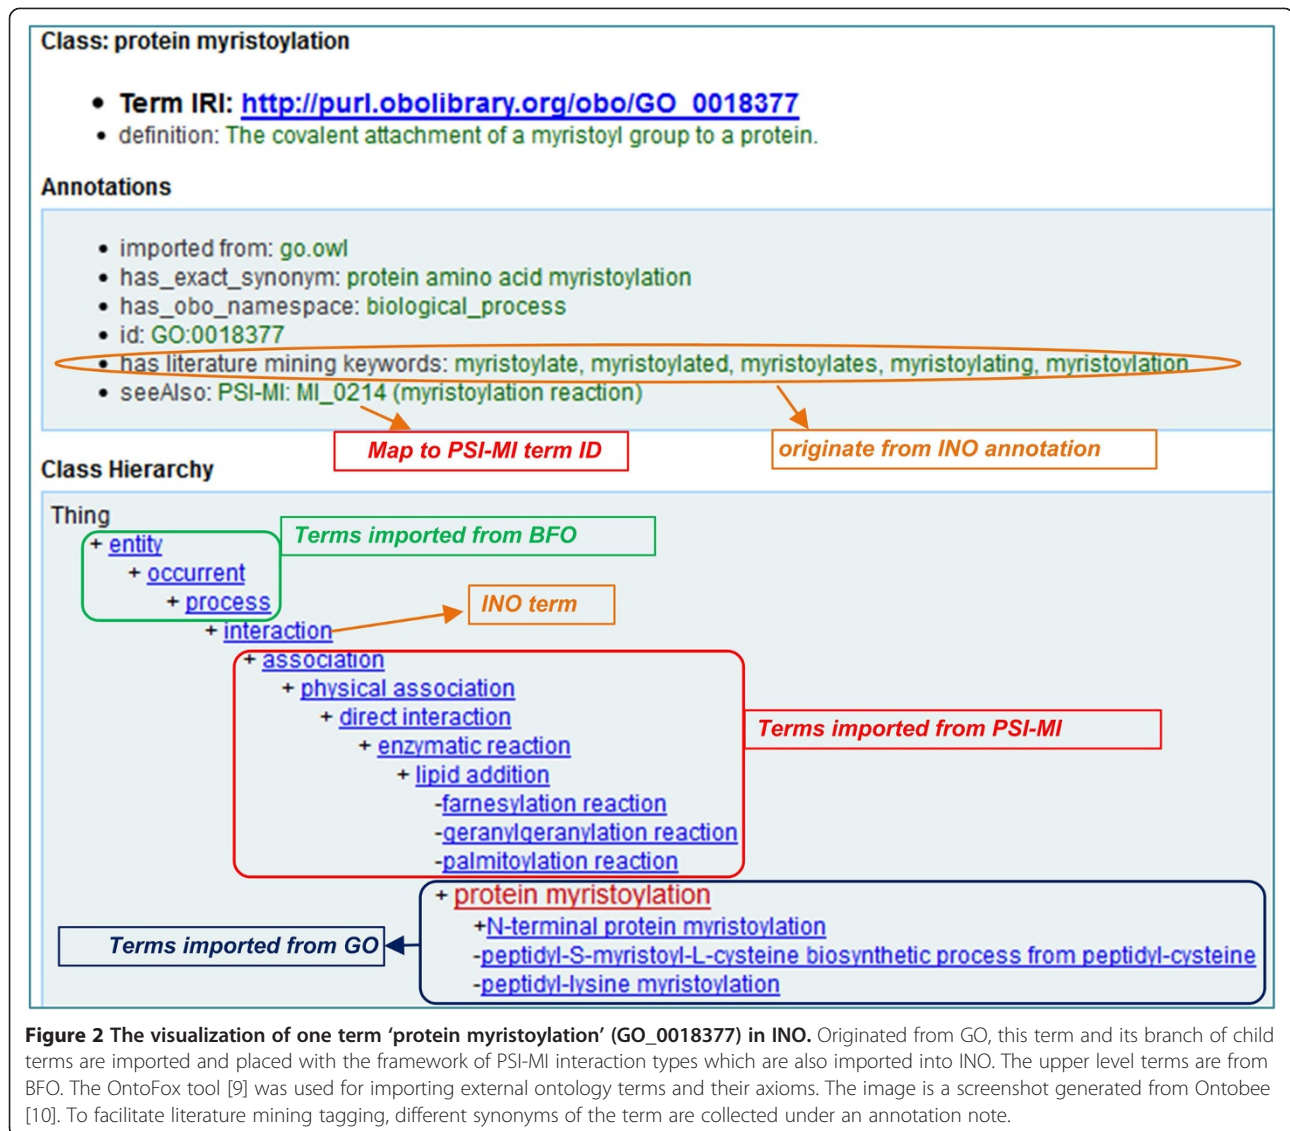 Class: protein myristoylation
• Term IRI: http://purl.obolibrary.org/obo/GO_0018377
• definition: The covalent attachment of a myristoyl group to a protein.
Annotations
• imported from: go.owl
• has_exact_synonym: protein amino acid myristoylation
• has_obo_namespace: biological_process
• id: GO:0018377
• has literature mining keywords: myristoylate, myristoylated, myristoylates, myristoylating, myristoylation
• seeAlso: PSI-MI: MI_0214 (myristoylation reaction)
Map to PSI-MI term ID
originate from INO annotation
Class Hierarchy
Thing
+ entity
Terms imported from BFO
+ occurrent
+ process
INO term
+ interaction
+ association
+ physical association
+ direct interaction
Terms imported from PSI-MI
+ enzymatic reaction
+ lipid addition
-farnesylation reaction
-geranylgeranylation reaction
-palmitoylation reaction
+ protein myristoylation
+N-terminal protein myristoylation
Terms imported from GO
-peptidyl-S-myristoyl-L-cysteine biosynthetic process from peptidyl-cysteine
-peptidyl-lysine myristoylation
Figure 2 The visualization of one term ‘protein myristoylation’ (GO_0018377) in INO. Originated from GO, this term and its branch of child
terms are imported and placed with the framework of PSI-MI interaction types which are also imported into INO. The upper level terms are from
BFO. The OntoFox tool [9] was used for importing external ontology terms and their axioms. The image is a screenshot generated from Ontobee
[10]. To facilitate literature mining tagging, different synonyms of the term are collected under an annotation note.